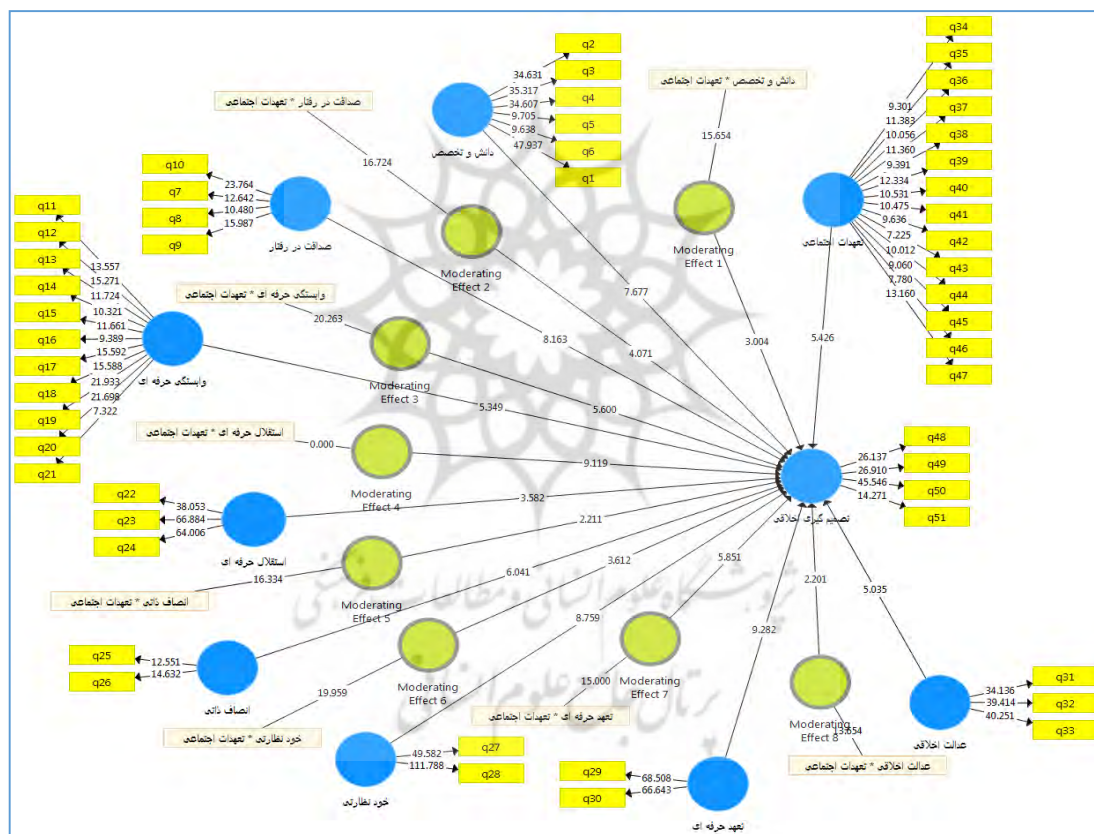 q2
q3
q4
q5
q6
q1
34.631
35.317
34.607
9.705
9.638
47.937
دانش و تخصص
صداقت در رفتار * تعهدات اجتماعی
16.724
Moderating
Effect 2
4.071
دانش و تخصص * تعهدات اجتماعی
15.654
Moderating
Effect 1
3.004
7.677
q34
q35
q36
q37
q38
q39
q40
q41
q42
q43
q44
q45
q46
q47
9.301
11.383
10.056
11.360
9.391
12.334
10.531
10.475
9.636
7.225
10.012
9.060
7.780
13.160
تعهدات اجتماعی
5.426
q10
q7
q8
q9
23.764
12.642
10.480
15.987
صداقت در رفتار
8.163
q11
q12
q13
q14
q15
q16
q17
q18
q19
q20
q21
13.557
15.271
11.724
10.321
11.661
9.389
15.592
15.588
21.933
21.698
7.322
وابستگی حرفه ای
5.349
وابستگی حرفه ای * تعهدات اجتماعی
20.263
Moderating
Effect 3
5.600
استقلال حرفه ای * تعهدات اجتماعی
0.000
Moderating
Effect 4
9.119
q22
q23
q24
38.053
66.884
64.006
استقلال حرفه ای
3.582
انصاف ذاتی * تعهدات اجتماعی
16.334
Moderating
Effect 5
2.211
q48
q49
q50
q51
26.137
26.910
45.546
14.271
تصمیم گیری اخلاقی
q25
q26
12.551
14.632
انصاف ذاتی
6.041
خود نظارتی * تعهدات اجتماعی
19.959
Moderating
Effect 6
3.612
q27
q28
49.582
111.788
خود نظارتی
8.759
تعهد حرفه ای * تعهدات اجتماعی
15.000
Moderating
Effect 7
5.851
q29
q30
68.508
66.643
تعهد حرفه ای
9.282
عدالت اخلاقی * تعهدات اجتماعی
13.654
Moderating
Effect 8
2.201
q31
q32
q33
34.136
39.414
40.251
عدالت اخلاقی
5.035
پژوهشگاه علوم انسانی و مطالعات فرهنگی
پرتال جامع علوم انسانی